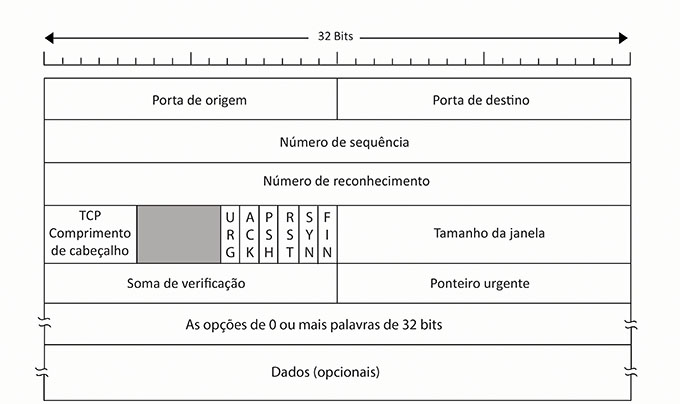 32 Bits
Porta de origem
Porta de destino
Número de sequência
Número de reconhecimento
TCP
Comprimento
de cabeçalho
URG
ACK
PSH
RST
SYN
FIN
Tamanho da janela
Soma de verificação
Ponteiro urgente
As opções de 0 ou mais palavras de 32 bits
Dados (opcionais)